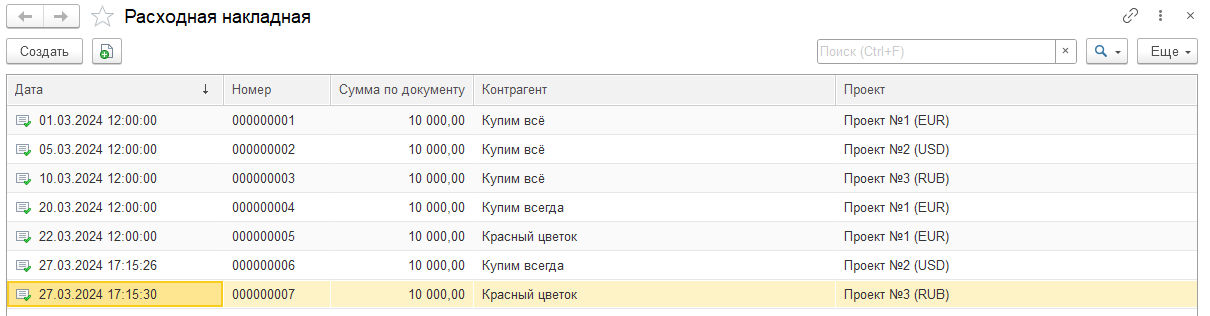 Расходная накладная
Создать Поиск (Ctrl+F) × Еще
Дата ↓ Номер Сумма по документу Контрагент Проект
01.03.2024 12:00:00 000000001 10 000,00 Купим всё Проект №1 (EUR)
05.03.2024 12:00:00 000000002 10 000,00 Купим всё Проект №2 (USD)
10.03.2024 12:00:00 000000003 10 000,00 Купим всё Проект №3 (RUB)
20.03.2024 12:00:00 000000004 10 000,00 Купим всегда Проект №1 (EUR)
22.03.2024 12:00:00 000000005 10 000,00 Красный цветок Проект №1 (EUR)
27.03.2024 17:15:26 000000006 10 000,00 Купим всегда Проект №2 (USD)
27.03.2024 17:15:30 000000007 10 000,00 Красный цветок Проект №3 (RUB)